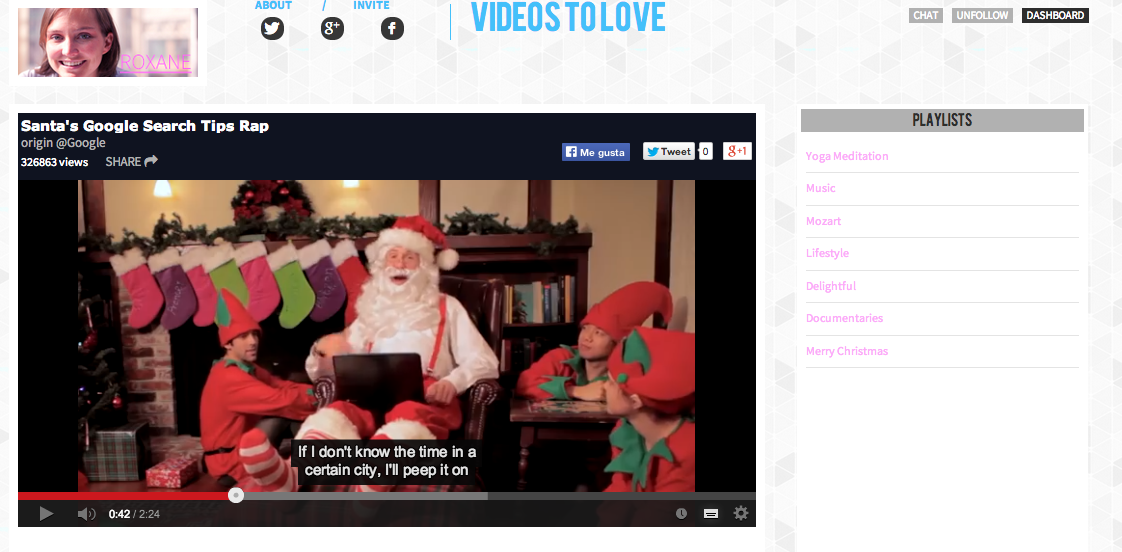 ROXANE
ABOUT / INVITE
g+
f
VIDEOS TO LOVE
CHAT UNFOLLOW DASHBOARD
Santa's Google Search Tips Rap
origin @Google
326863 views SHARE
f Me gusta
Tweet 0
g+1
If I don't know the time in a
certain city, I'll peep it on
0:42 / 2:24
PLAYLISTS
Yoga Meditation
Music
Mozart
Lifestyle
Delightful
Documentaries
Merry Christmas